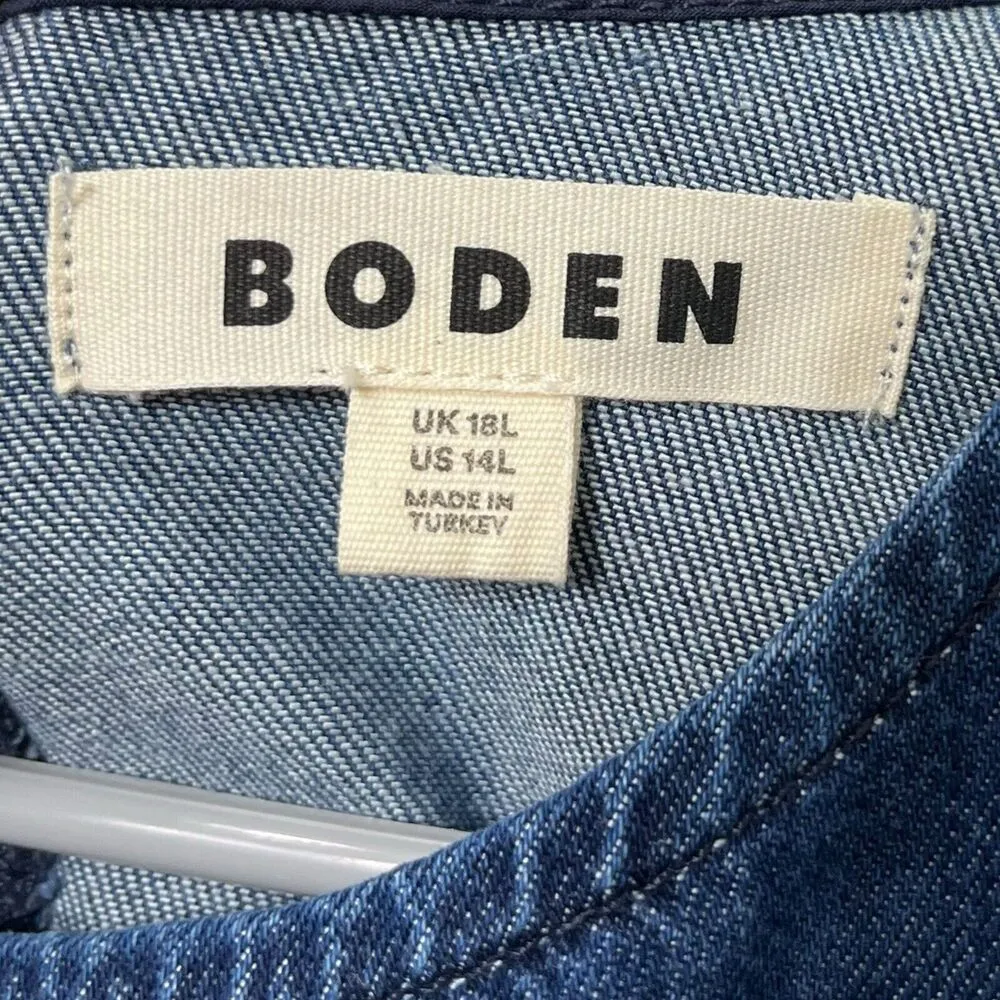 BODEN
UK 18L
US 14L
MADE IN
TURKEY